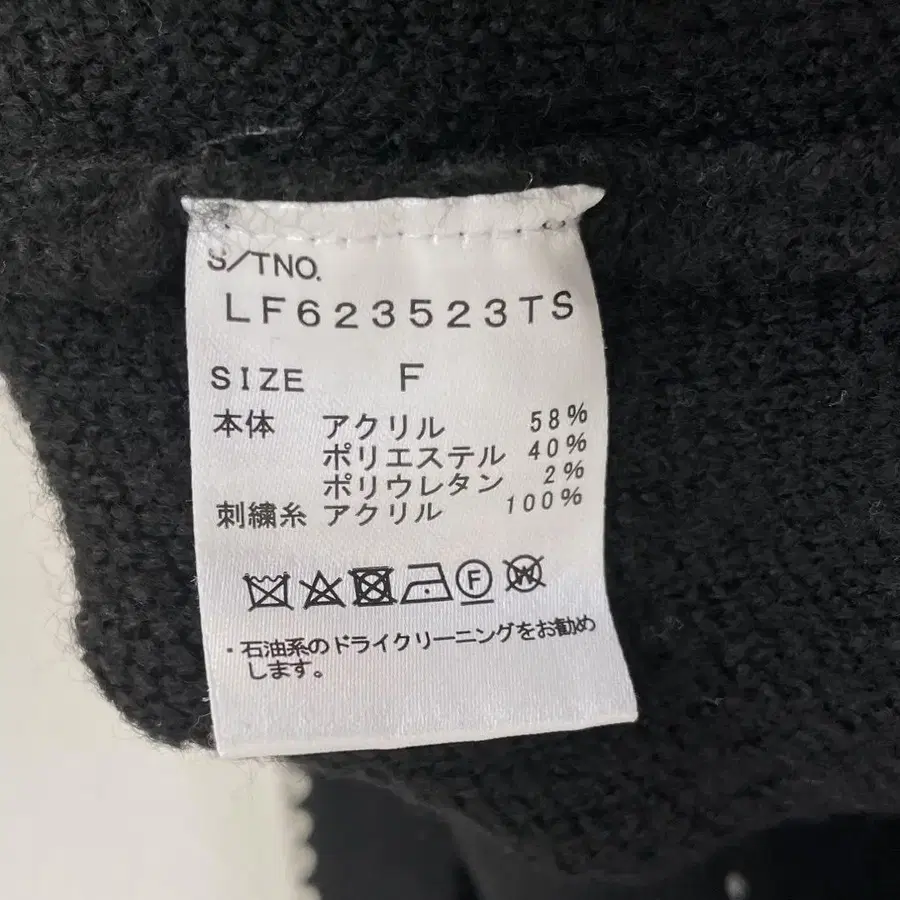 S/TNO.
LF623523TS
SIZE F
本体 アクリル 58%
ポリエステル 40%
ポリウレタン 2%
刺繍糸 アクリル 100%
F W
・石油系のドライクリーニングをお勧め
します。